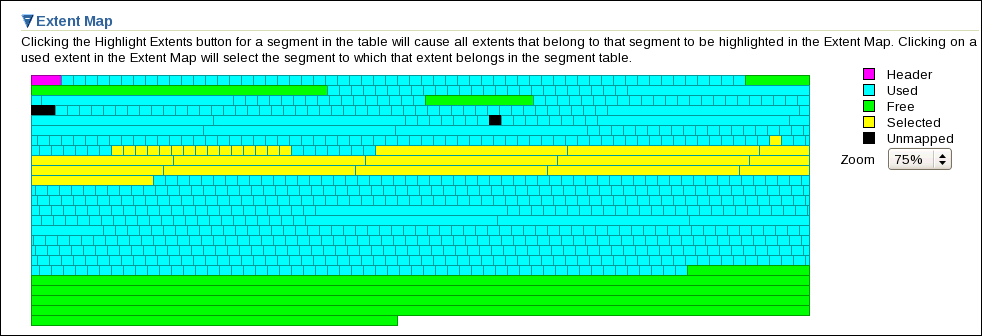 Extent Map
Clicking the Highlight Extents button for a segment in the table will cause all extents that belong to that segment to be highlighted in the Extent Map. Clicking on a
used extent in the Extent Map will select the segment to which that extent belongs in the segment table.
Header
Used
Free
Selected
Unmapped
Zoom 75%